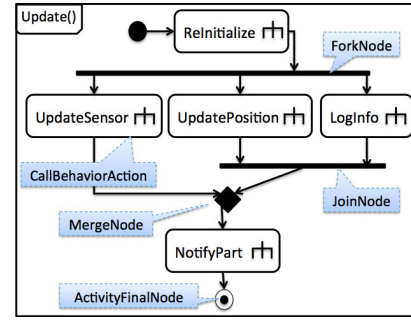 Update()
ReInitialize
ForkNode
UpdateSensor
UpdatePosition
LogInfo
CallBehaviorAction
JoinNode
MergeNode
NotifyPart
ActivityFinalNode